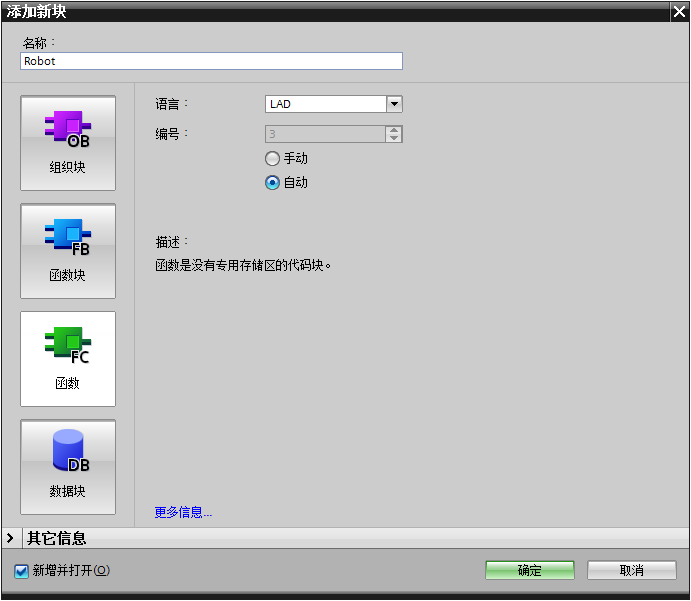 添加新块
名称：
Robot
OB
组织块
FB
函数块
FC
函数
DB
数据块
语言：
LAD
编号：
3
手动
自动
描述：
函数是没有专用存储区的代码块。
更多信息...
其它信息
新增并打开(O)
确定
取消